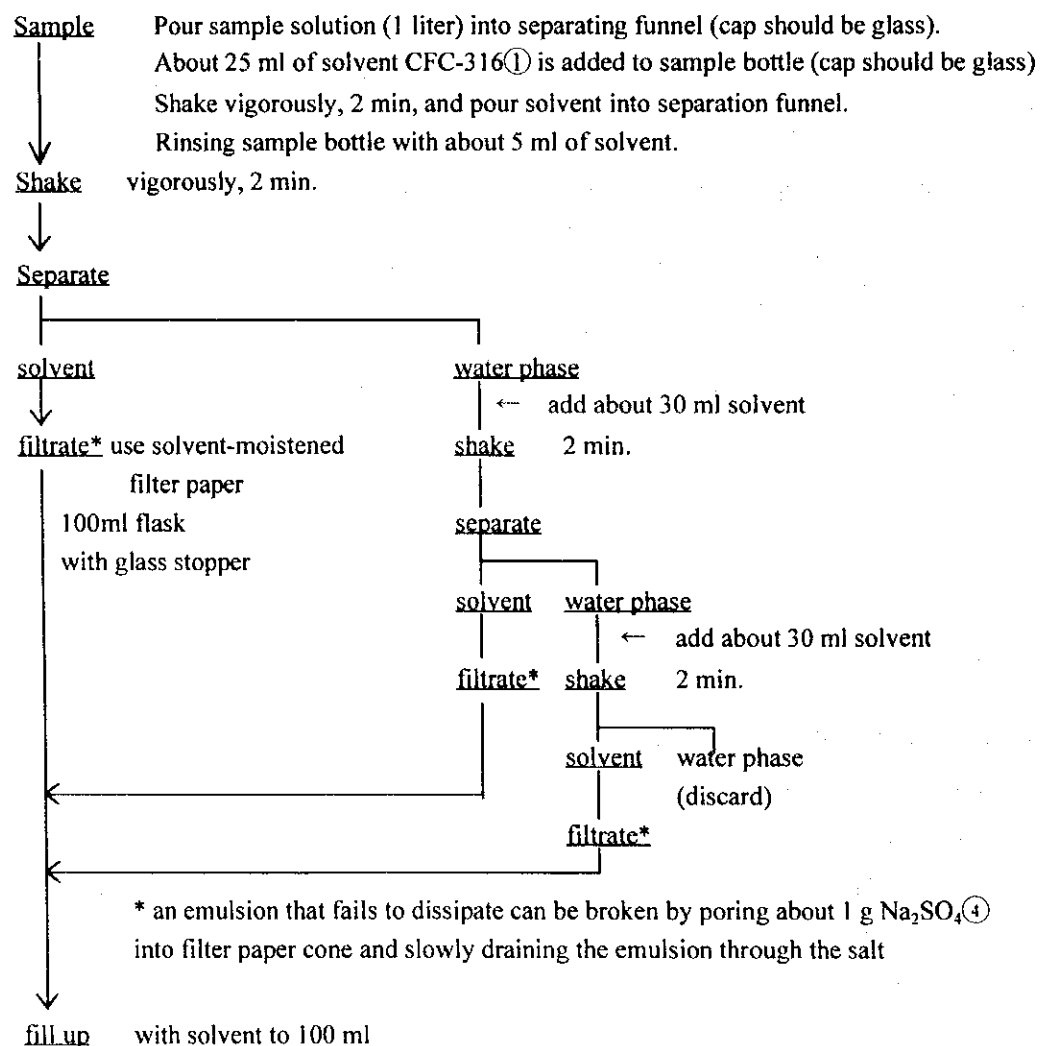 Sample Pour sample solution (1 liter) into separating funnel (cap should be glass).
About 25 ml of solvent CFC-316① is added to sample bottle (cap should be glass)
Shake vigorously, 2 min, and pour solvent into separation funnel.
Rinsing sample bottle with about 5 ml of solvent.
Shake vigorously, 2 min.
Separate
solvent water phase
← add about 30 ml solvent
filtrate* use solvent-moistened shake 2 min.
filter paper
100ml flask separate
with glass stopper
solvent water phase
← add about 30 ml solvent
filtrate* shake 2 min.
solvent water phase
(discard)
filtrate*
* an emulsion that fails to dissipate can be broken by poring about 1 g Na₂SO₄④
into filter paper cone and slowly draining the emulsion through the salt
fill up with solvent to 100 ml